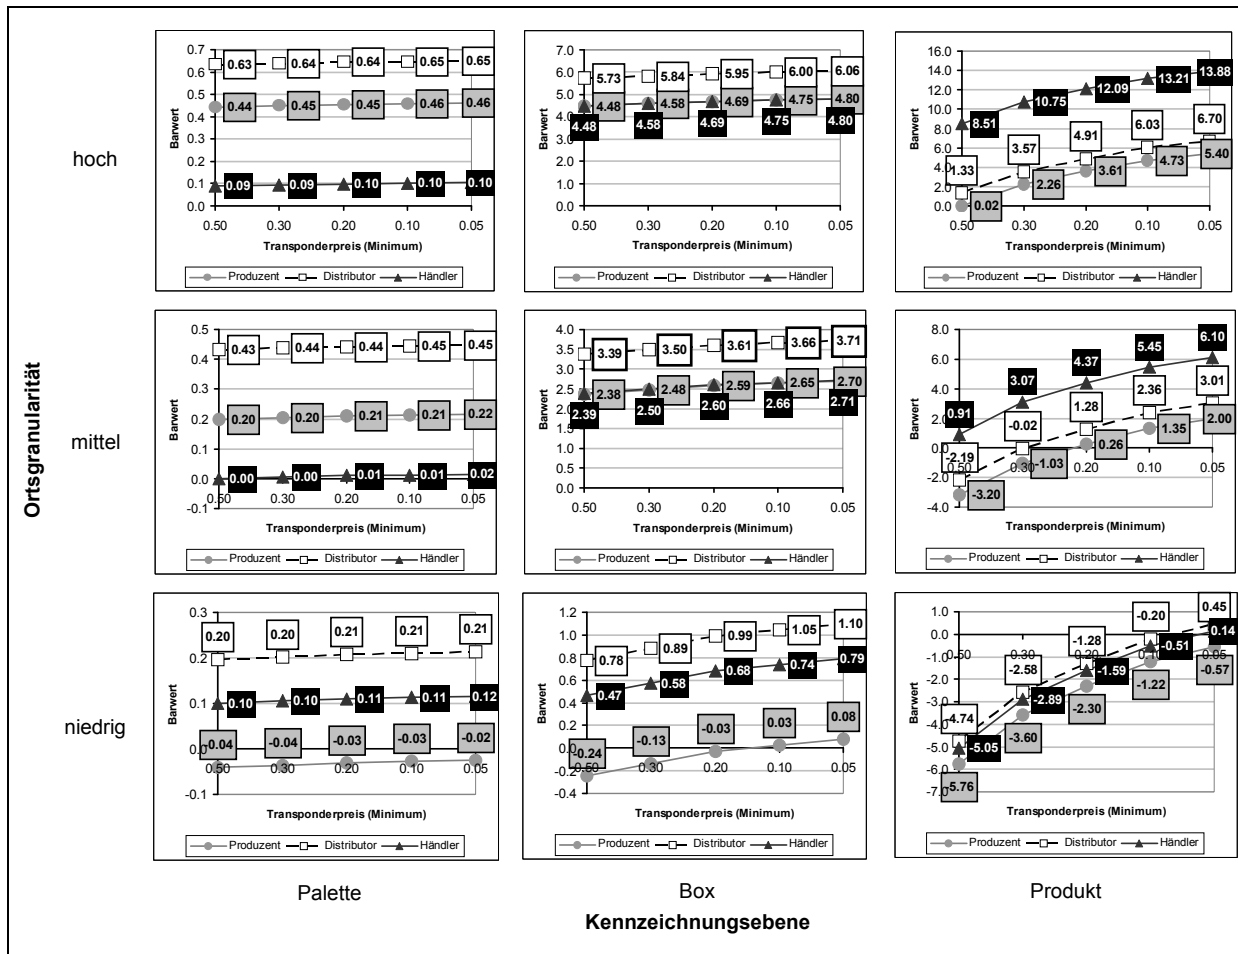 Ortsgranularität
hoch
Barwert
0.7
0.6
0.5
0.4
0.3
0.2
0.1
0.0
0.63 0.64 0.64 0.65 0.65
0.44 0.45 0.45 0.46 0.46
0.09 0.09 0.10 0.10 0.10
0.50 0.30 0.20 0.10 0.05
Transponderpreis (Minimum)
Produzent Distributor Händler
Barwert
7.0
6.0
5.0
4.0
3.0
2.0
1.0
0.0
5.73 5.84 5.95 6.00 6.06
4.48 4.58 4.69 4.75 4.80
4.48 4.58 4.69 4.75 4.80
0.50 0.30 0.20 0.10 0.05
Transponderpreis (Minimum)
Produzent Distributor Händler
Barwert
16.0
14.0
12.0
10.0
8.0
6.0
4.0
2.0
0.0
8.51 10.75 12.09 13.21 13.88
1.33 3.57 4.91 6.03 6.70
0.02 2.26 3.61 4.73 5.40
0.50 0.30 0.20 0.10 0.05
Transponderpreis (Minimum)
Produzent Distributor Händler
mittel
Barwert
0.5
0.4
0.3
0.2
0.1
0.0
-0.1
0.43 0.44 0.44 0.45 0.45
0.20 0.20 0.21 0.21 0.22
0.00 0.00 0.01 0.01 0.02
0.50 0.30 0.20 0.10 0.05
Transponderpreis (Minimum)
Produzent Distributor Händler
Barwert
4.0
3.5
3.0
2.5
2.0
1.5
1.0
0.5
0.0
3.39 3.50 3.61 3.66 3.71
2.38 2.48 2.59 2.65 2.70
2.39 2.50 2.60 2.66 2.71
0.50 0.30 0.20 0.10 0.05
Transponderpreis (Minimum)
Produzent Distributor Händler
Barwert
8.0
6.0
4.0
2.0
0.0
-2.0
-4.0
0.91 3.07 4.37 5.45 6.10
-2.19 -0.02 1.28 2.36 3.01
-3.20 -1.03 0.26 1.35 2.00
0.50 0.30 0.20 0.10 0.05
Transponderpreis (Minimum)
Produzent Distributor Händler
niedrig
Barwert
0.3
0.2
0.1
0.0
-0.1
0.20 0.20 0.21 0.21 0.21
0.10 0.10 0.11 0.11 0.12
-0.04 -0.04 -0.03 -0.03 -0.02
0.50 0.30 0.20 0.10 0.05
Transponderpreis (Minimum)
Produzent Distributor Händler
Barwert
1.2
1.0
0.8
0.6
0.4
0.2
0.0
-0.2
-0.4
0.78 0.89 0.99 1.05 1.10
0.47 0.58 0.68 0.74 0.79
-0.24 -0.13 -0.03 0.03 0.08
0.50 0.30 0.20 0.10 0.05
Transponderpreis (Minimum)
Produzent Distributor Händler
Barwert
1.0
0.0
-1.0
-2.0
-3.0
-4.0
-5.0
-6.0
-7.0
-4.74 -2.58 -1.28 -0.20 0.45
-5.05 -2.89 -1.59 -0.51 0.14
-5.76 -3.60 -2.30 -1.22 -0.57
0.50 0.30 0.20 0.10 0.05
Transponderpreis (Minimum)
Produzent Distributor Händler
Palette Box Produkt
Kennzeichnungsebene